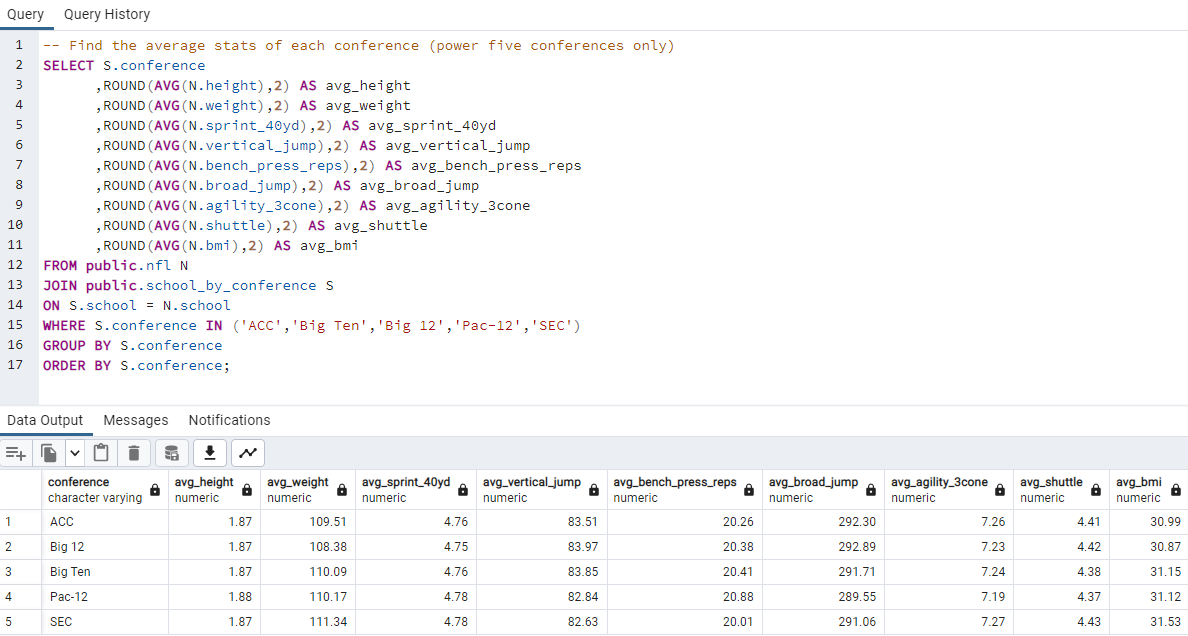 Query Query History
1 -- Find the average stats of each conference (power five conferences only)
2 SELECT S.conference
3 ,ROUND(AVG(N.height),2) AS avg_height
4 ,ROUND(AVG(N.weight),2) AS avg_weight
5 ,ROUND(AVG(N.sprint_40yd),2) AS avg_sprint_40yd
6 ,ROUND(AVG(N.vertical_jump),2) AS avg_vertical_jump
7 ,ROUND(AVG(N.bench_press_reps),2) AS avg_bench_press_reps
8 ,ROUND(AVG(N.broad_jump),2) AS avg_broad_jump
9 ,ROUND(AVG(N.agility_3cone),2) AS avg_agility_3cone
10 ,ROUND(AVG(N.shuttle),2) AS avg_shuttle
11 ,ROUND(AVG(N.bmi),2) AS avg_bmi
12 FROM public.nfl N
13 JOIN public.school_by_conference S
14 ON S.school = N.school
15 WHERE S.conference IN ('ACC','Big Ten','Big 12','Pac-12','SEC')
16 GROUP BY S.conference
17 ORDER BY S.conference;
Data Output Messages Notifications
conference avg_height avg_weight avg_sprint_40yd avg_vertical_jump avg_bench_press_reps avg_broad_jump avg_agility_3cone avg_shuttle avg_bmi
character varying numeric numeric numeric numeric numeric numeric numeric numeric numeric
1 ACC 1.87 109.51 4.76 83.51 20.26 292.30 7.26 4.41 30.99
2 Big 12 1.87 108.38 4.75 83.97 20.38 292.89 7.23 4.42 30.87
3 Big Ten 1.87 110.09 4.76 83.85 20.41 291.71 7.24 4.38 31.15
4 Pac-12 1.88 110.17 4.78 82.84 20.88 289.55 7.19 4.37 31.12
5 SEC 1.87 111.34 4.78 82.63 20.01 291.06 7.27 4.43 31.53